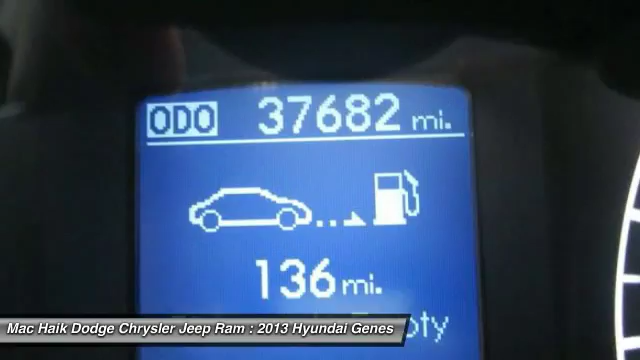 ODO 37682 mi.
136 mi.
Mac Haik Dodge Chrysler Jeep Ram : 2013 Hyundai Genes